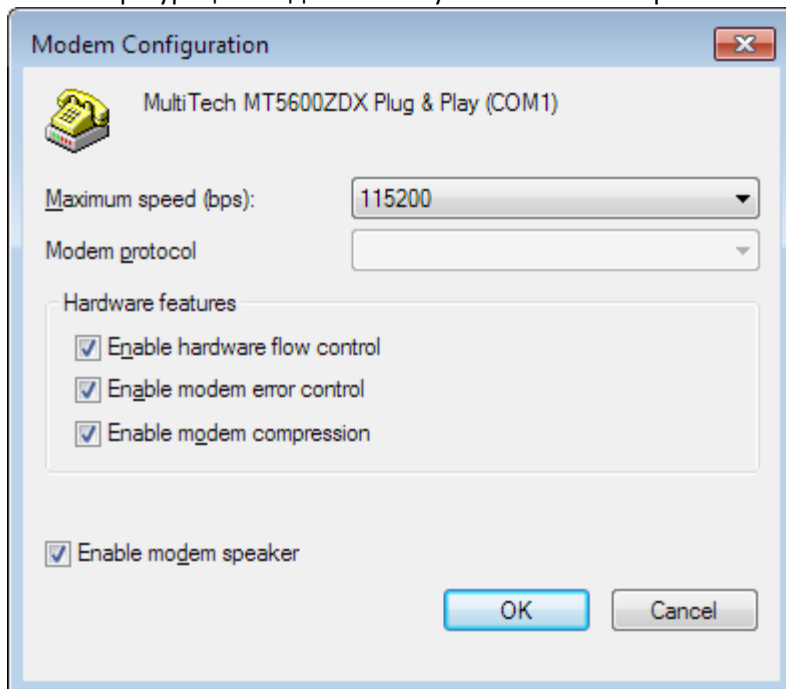 Modem Configuration
MultiTech MT5600ZDX Plug & Play (COM1)
Maximum speed (bps): 115200
Modem protocol
Hardware features
Enable hardware flow control
Enable modem error control
Enable modem compression
Enable modem speaker
OK Cancel